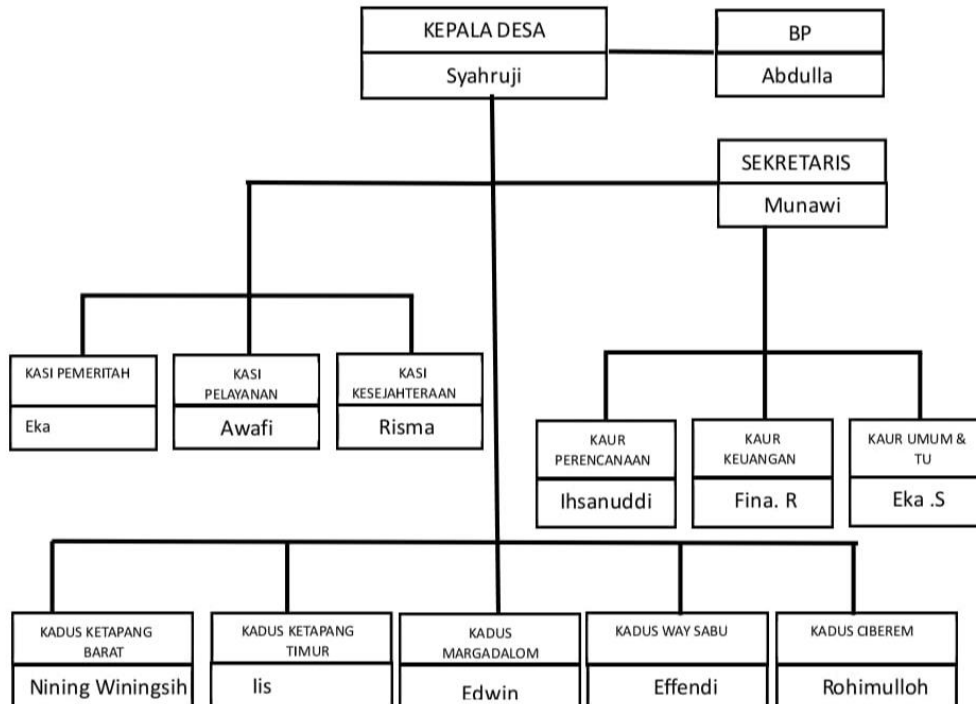 KEPALA DESA
Syahruji
BP
Abdulla
SEKRETARIS
Munawi
KASI PEMERITAH
Eka
KASI
PELAYANAN
Awafi
KASI
KESEJAHTERAAN
Risma
KAUR
PERENCANAAN
Ihsanuddi
KAUR
KEUANGAN
Fina. R
KAUR UMUM &
TU
Eka .S
KADUS KETAPANG
BARAT
Nining Winingsih
KADUS KETAPANG
TIMUR
Iis
KADUS
MARGADALOM
Edwin
KADUS WAY SABU
Effendi
KADUS CIBEREM
Rohimulloh